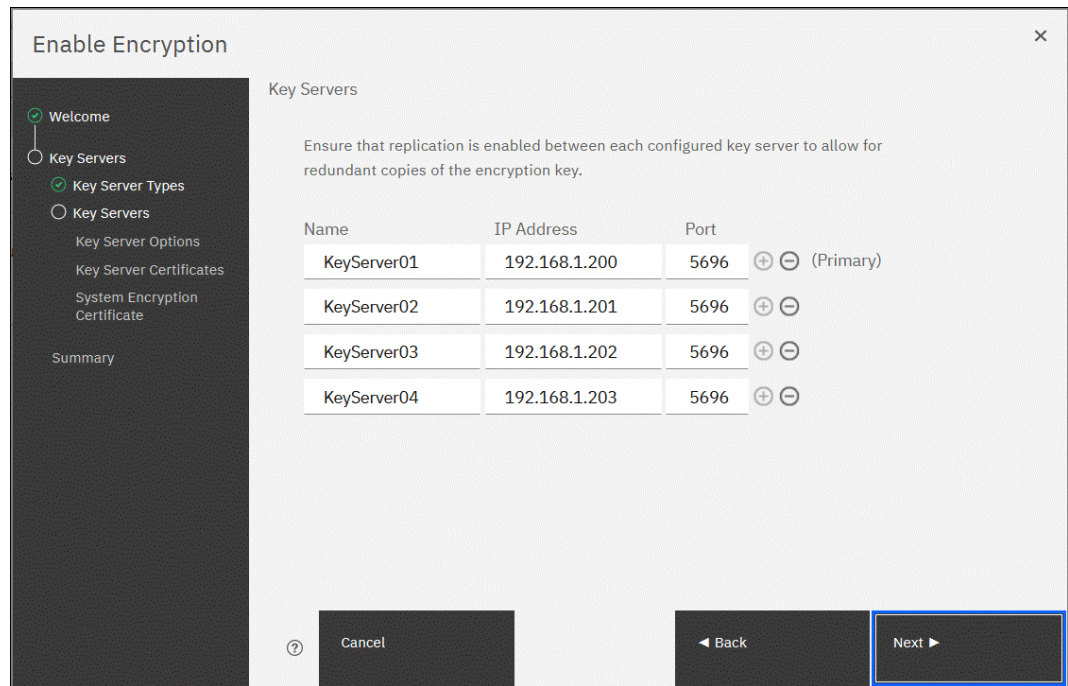 Enable Encryption
Welcome
Key Servers
Key Server Types
Key Servers
Key Server Options
Key Server Certificates
System Encryption
Certificate
Summary
Key Servers
Ensure that replication is enabled between each configured key server to allow for
redundant copies of the encryption key.
Name IP Address Port
KeyServer01 192.168.1.200 5696 (Primary)
KeyServer02 192.168.1.201 5696
KeyServer03 192.168.1.202 5696
KeyServer04 192.168.1.203 5696
? Cancel ◄ Back Next ►